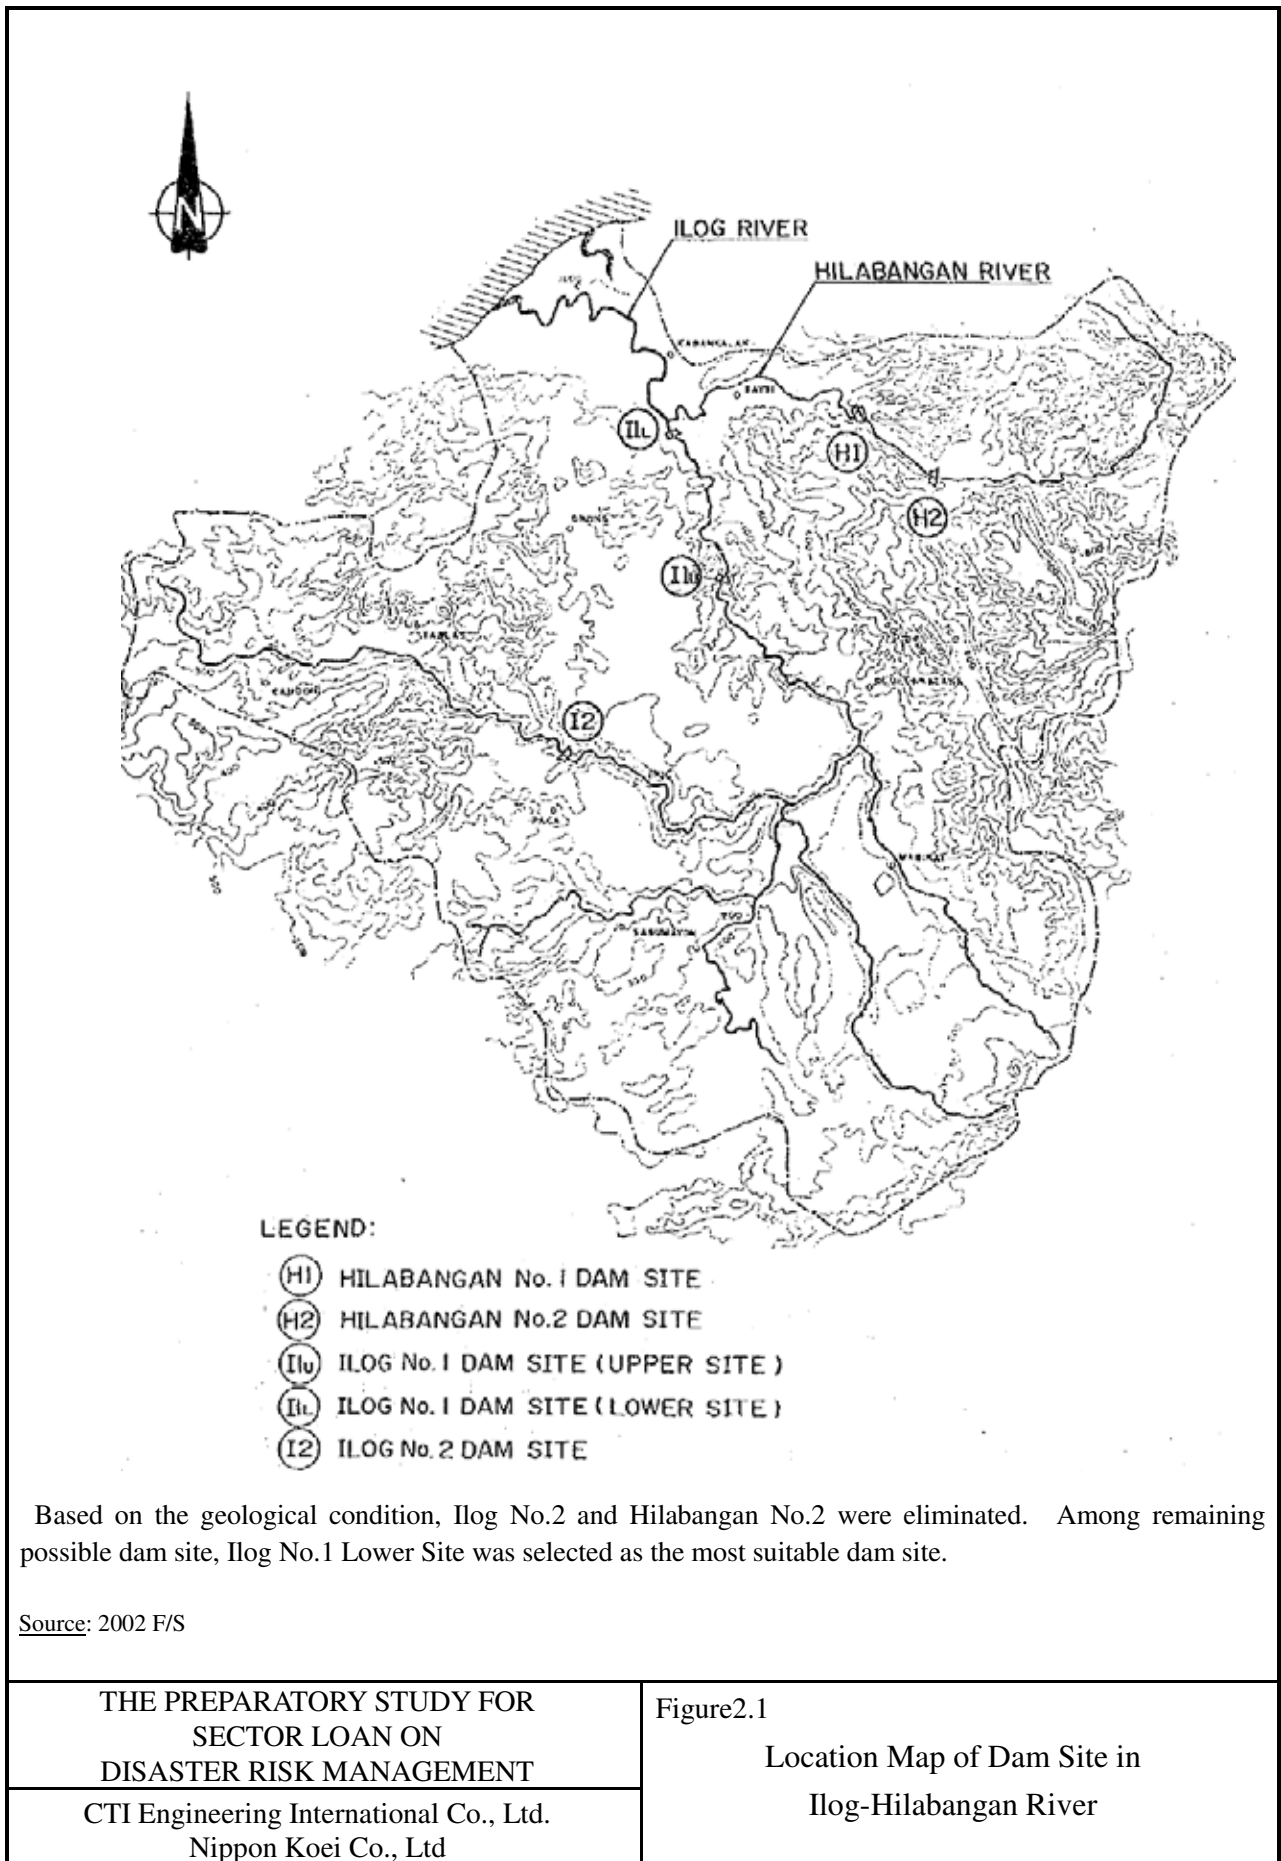 N
ILOG RIVER
HILABANGAN RIVER
ILOG
KABANKALAN
I1L
H1
H2
I1U
I2
LEGEND:
H1 HILABANGAN No.1 DAM SITE
H2 HILABANGAN No.2 DAM SITE
I1U ILOG No.1 DAM SITE (UPPER SITE)
I1L ILOG No.1 DAM SITE (LOWER SITE)
I2 ILOG No.2 DAM SITE
Based on the geological condition, Ilog No.2 and Hilabangan No.2 were eliminated. Among remaining
possible dam site, Ilog No.1 Lower Site was selected as the most suitable dam site.
Source: 2002 F/S
THE PREPARATORY STUDY FOR
SECTOR LOAN ON
DISASTER RISK MANAGEMENT
CTI Engineering International Co., Ltd.
Nippon Koei Co., Ltd
Figure2.1
Location Map of Dam Site in
Ilog-Hilabangan River